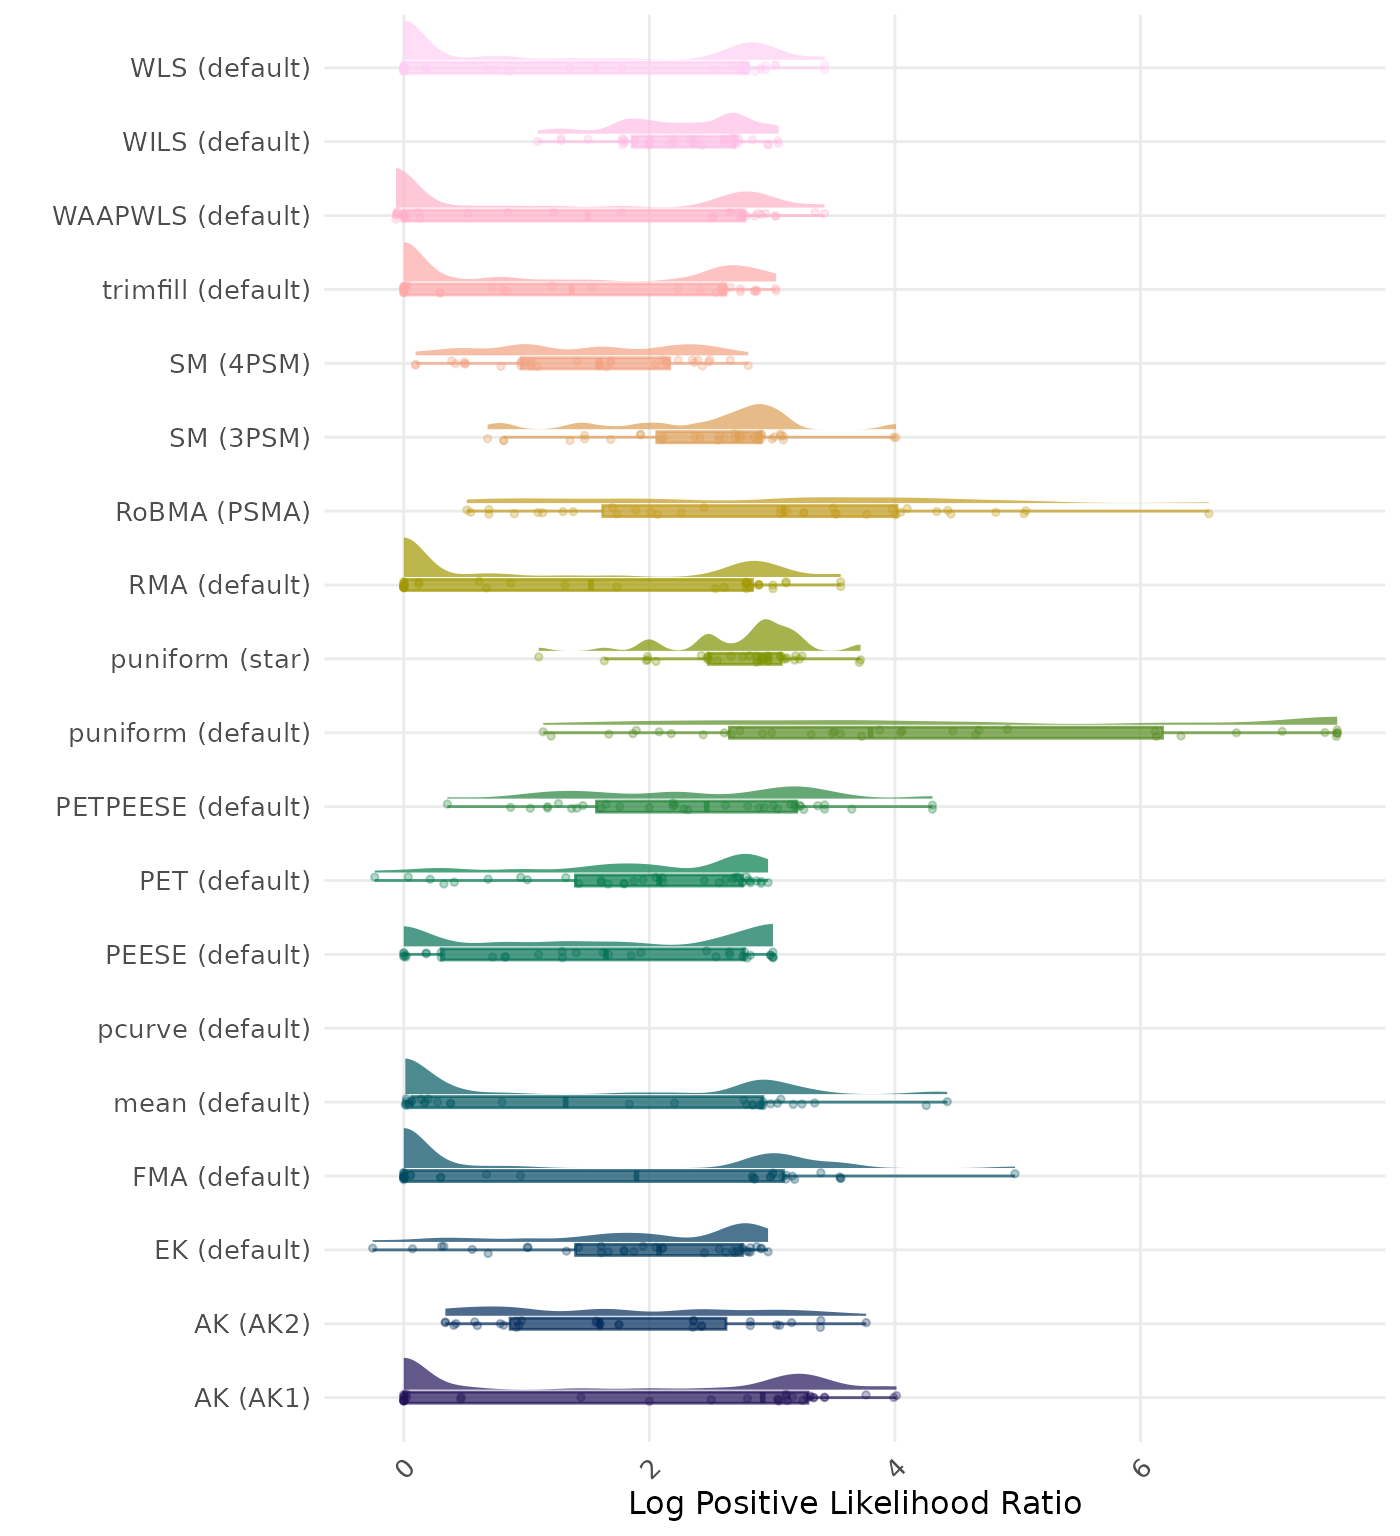 WLS (default)
WILS (default)
WAAPWLS (default)
trimfill (default)
SM (4PSM)
SM (3PSM)
RoBMA (PSMA)
RMA (default)
puniform (star)
puniform (default)
PETPEESE (default)
PET (default)
PEESE (default)
pcurve (default)
mean (default)
FMA (default)
EK (default)
AK (AK2)
AK (AK1)
0 2 4 6
Log Positive Likelihood Ratio